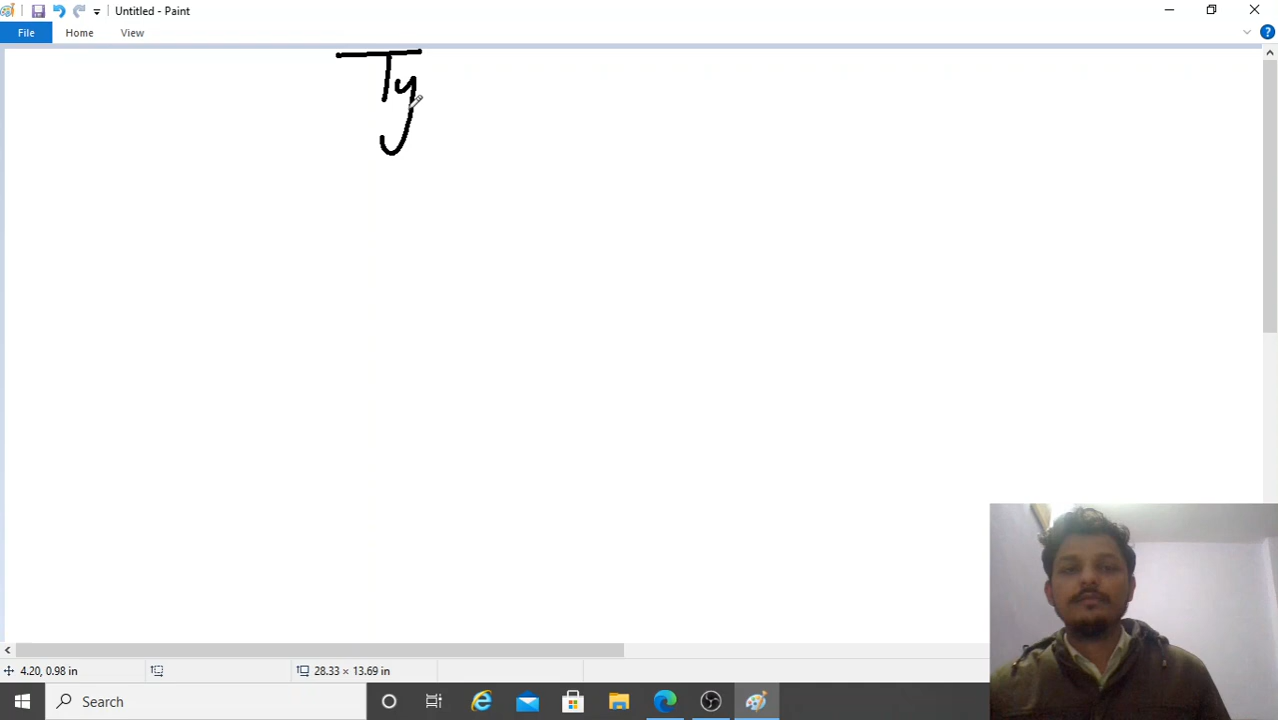 Untitled - Paint
File Home View
Ty
4.20, 0.98 in 28.33 × 13.69 in
Search